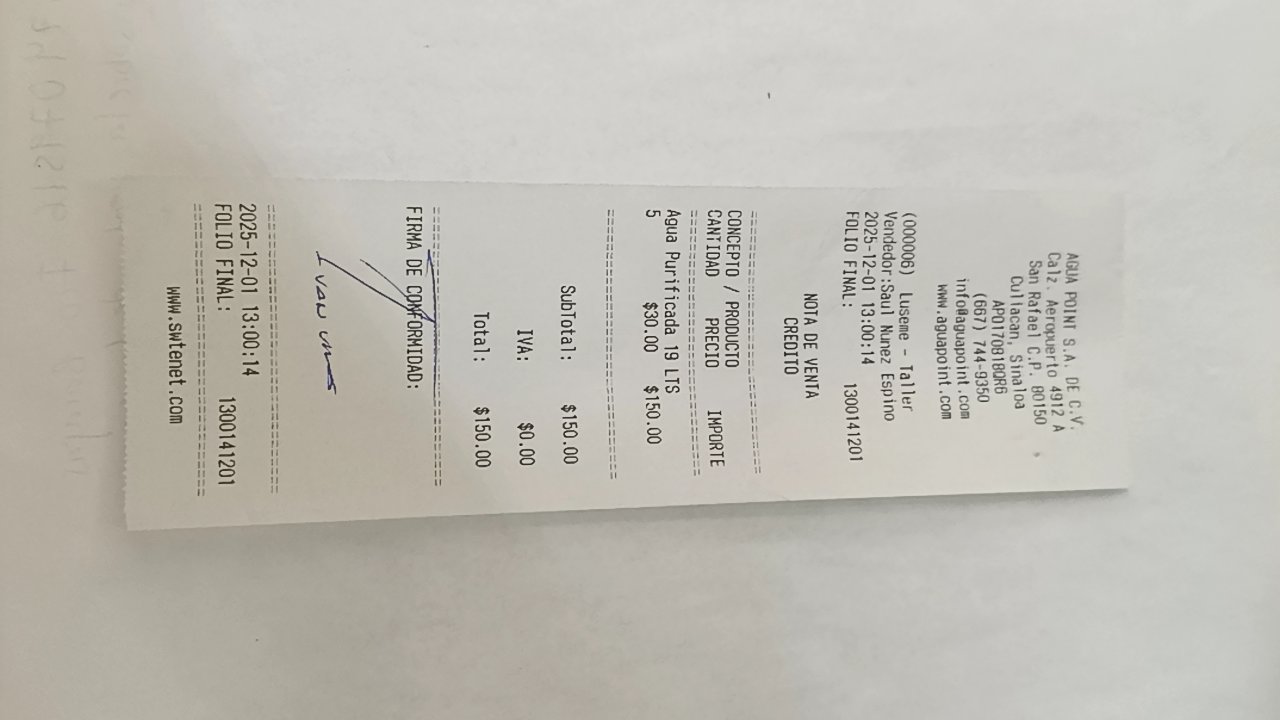 AGUA POINT S.A. DE C.V.
Calz. Aeropuerto 4912 A
San Rafael C.P. 80150
Culiacan, Sinaloa
APO170818QR6
(667) 744-9350
info@aguapoint.com
www.aguapoint.com
(000006) Luseme - Taller
Vendedor:Saul Nunez Espino
2025-12-01 13:00:14
FOLIO FINAL: 1300141201
NOTA DE VENTA
CREDITO
CONCEPTO / PRODUCTO
CANTIDAD PRECIO IMPORTE
Agua Purificada 19 LTS
5 $30.00 $150.00
SubTotal: $150.00
IVA: $0.00
Total: $150.00
FIRMA DE CONFORMIDAD:
Ivan
2025-12-01 13:00:14
FOLIO FINAL: 1300141201
www.swtenet.com